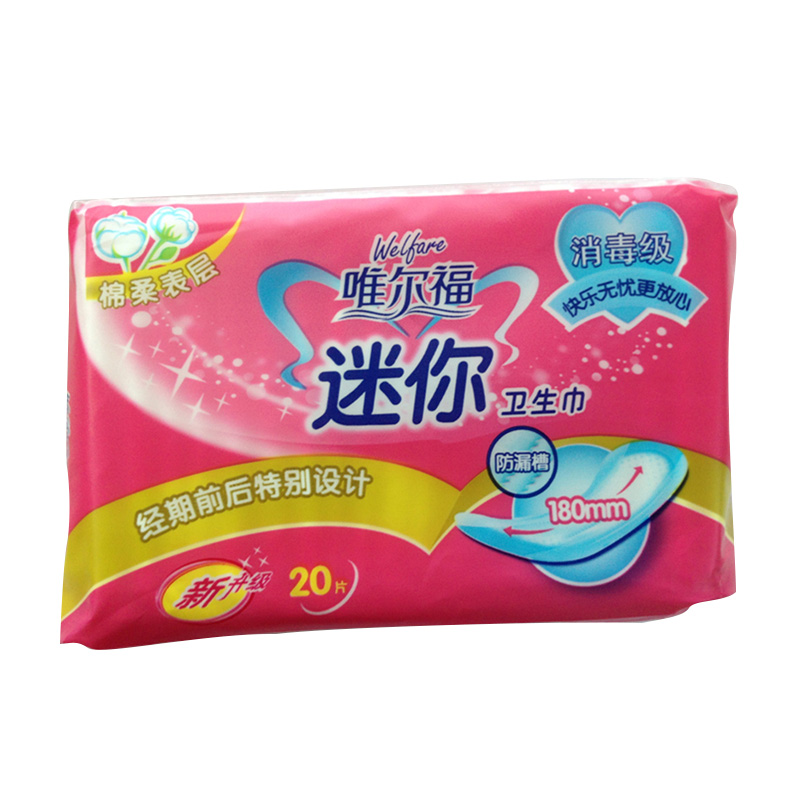 棉柔表层
Welfare
唯尔福
消毒级
快乐无忧更放心
迷你
卫生巾
防漏槽
180mm
经期前后特别设计
新升级
20片